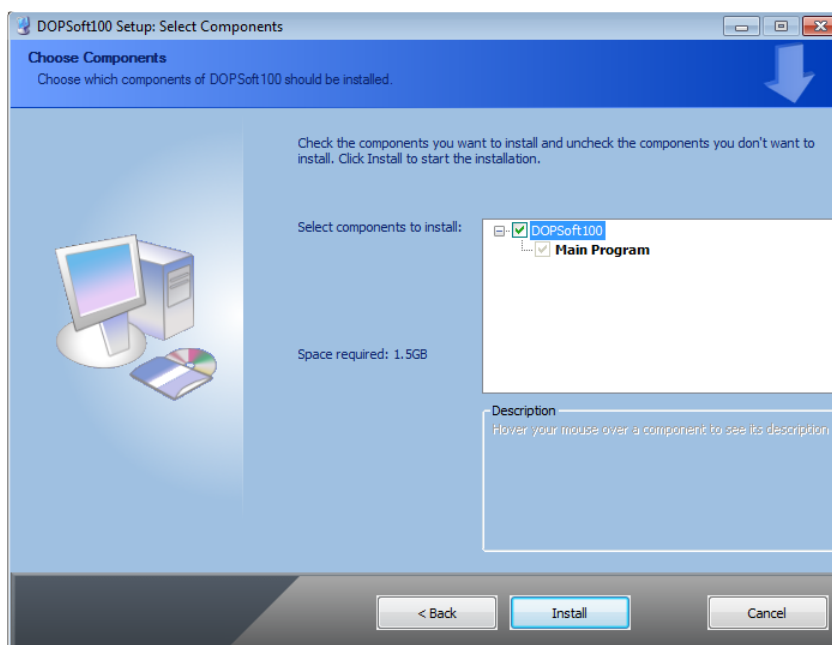 DOPSoft100 Setup: Select Components
Choose Components
Choose which components of DOPSoft100 should be installed.
Check the components you want to install and uncheck the components you don't want to
install. Click Install to start the installation.
Select components to install:
DOPSoft100
Main Program
Space required: 1.5GB
Description
Hover your mouse over a component to see its description
< Back
Install
Cancel